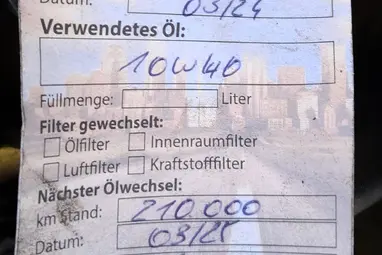 Datum: 03/24
Verwendetes Öl:
10W40
Füllmenge: Liter
Filter gewechselt:
Ölfilter Innenraumfilter
Luftfilter Kraftstofffilter
Nächster Ölwechsel:
km Stand: 210.000
Datum: 03/25